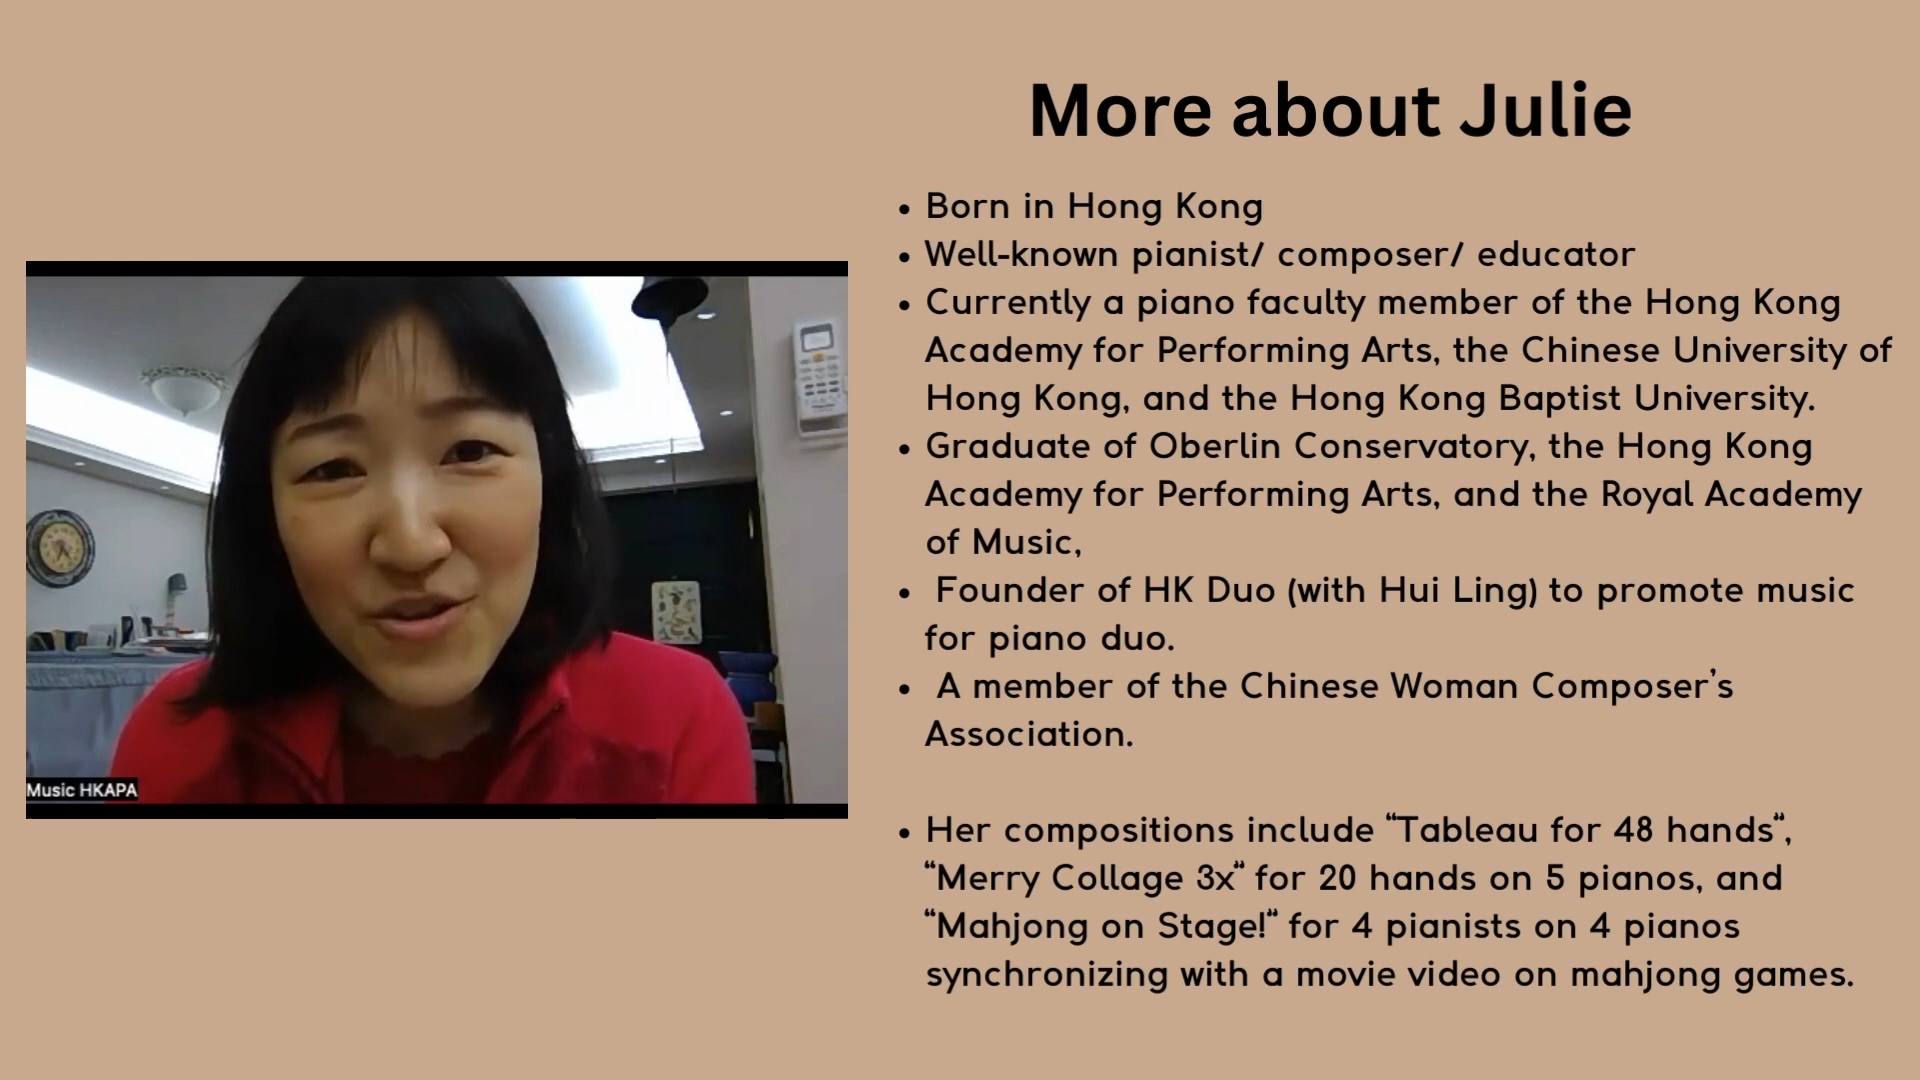 More about Julie
• Born in Hong Kong
• Well-known pianist/ composer/ educator
• Currently a piano faculty member of the Hong Kong
Academy for Performing Arts, the Chinese University of
Hong Kong, and the Hong Kong Baptist University.
• Graduate of Oberlin Conservatory, the Hong Kong
Academy for Performing Arts, and the Royal Academy
of Music,
• Founder of HK Duo (with Hui Ling) to promote music
for piano duo.
• A member of the Chinese Woman Composer’s
Association.
• Her compositions include “Tableau for 48 hands”,
“Merry Collage 3x” for 20 hands on 5 pianos, and
“Mahjong on Stage!” for 4 pianists on 4 pianos
synchronizing with a movie video on mahjong games.
Music HKAPA